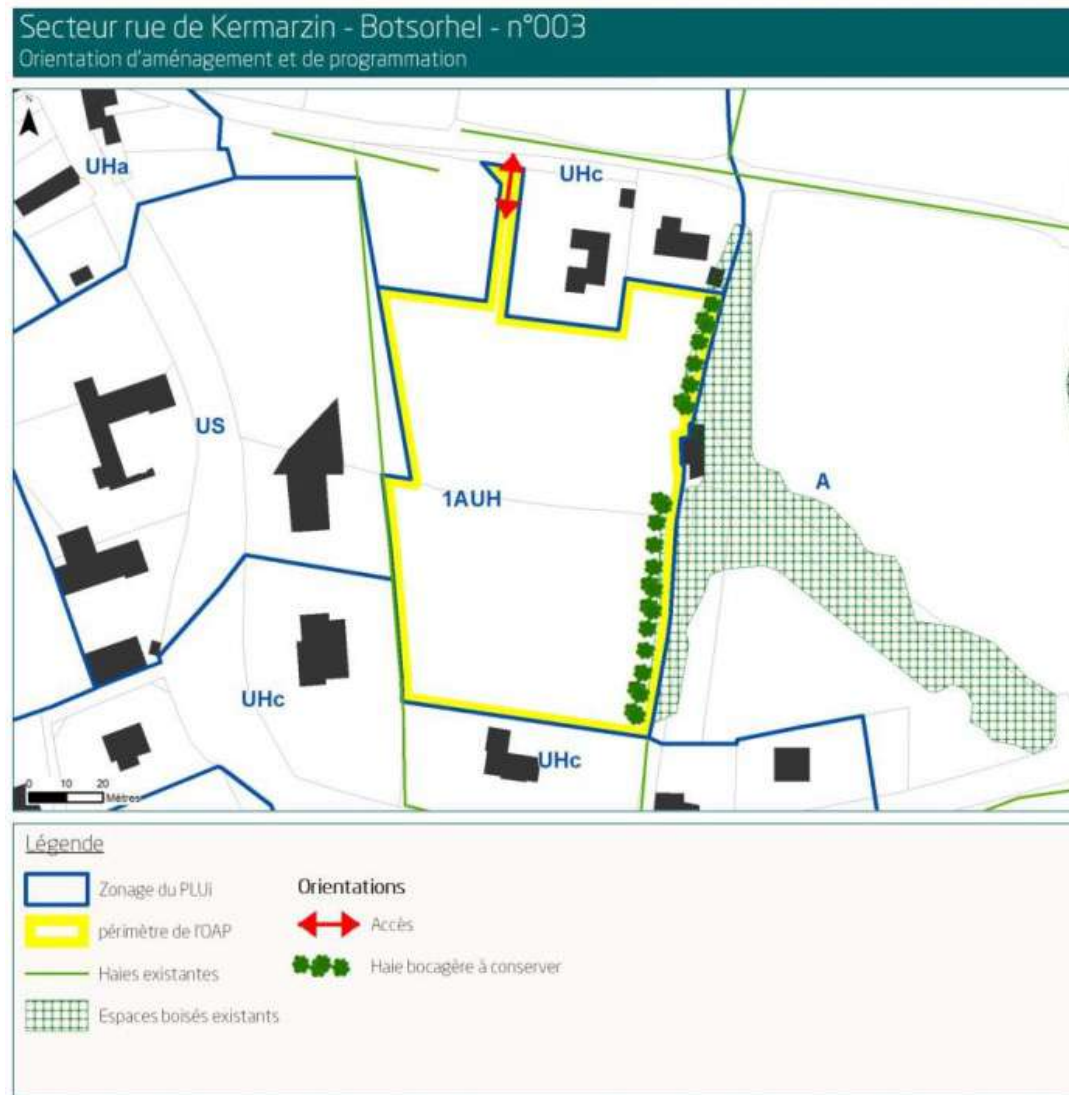 Secteur rue de Kermarzin - Botsorhel - n°003
Orientation d'aménagement et de programmation
N
UHa
UHc
US
1AUH
A
UHc
UHc
0 10 20
Mètres
Légende
Zonage du PLUi
périmètre de l'OAP
Haies existantes
Espaces boisés existants
Orientations
Accès
Haie bocagère à conserver